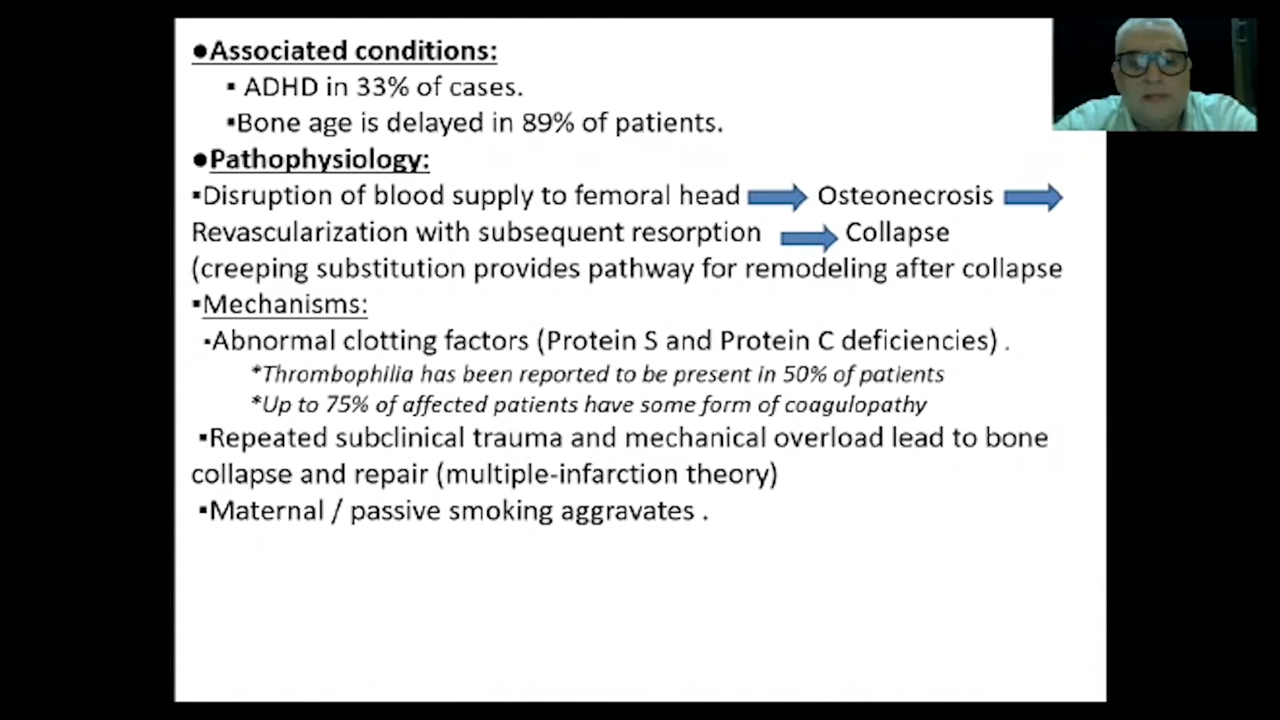 ●Associated conditions:
▪ ADHD in 33% of cases.
▪Bone age is delayed in 89% of patients.
●Pathophysiology:
▪Disruption of blood supply to femoral head Osteonecrosis
Revascularization with subsequent resorption Collapse
(creeping substitution provides pathway for remodeling after collapse
▪Mechanisms:
▪Abnormal clotting factors (Protein S and Protein C deficiencies) .
*Thrombophilia has been reported to be present in 50% of patients
*Up to 75% of affected patients have some form of coagulopathy
▪Repeated subclinical trauma and mechanical overload lead to bone
collapse and repair (multiple-infarction theory)
▪Maternal / passive smoking aggravates .